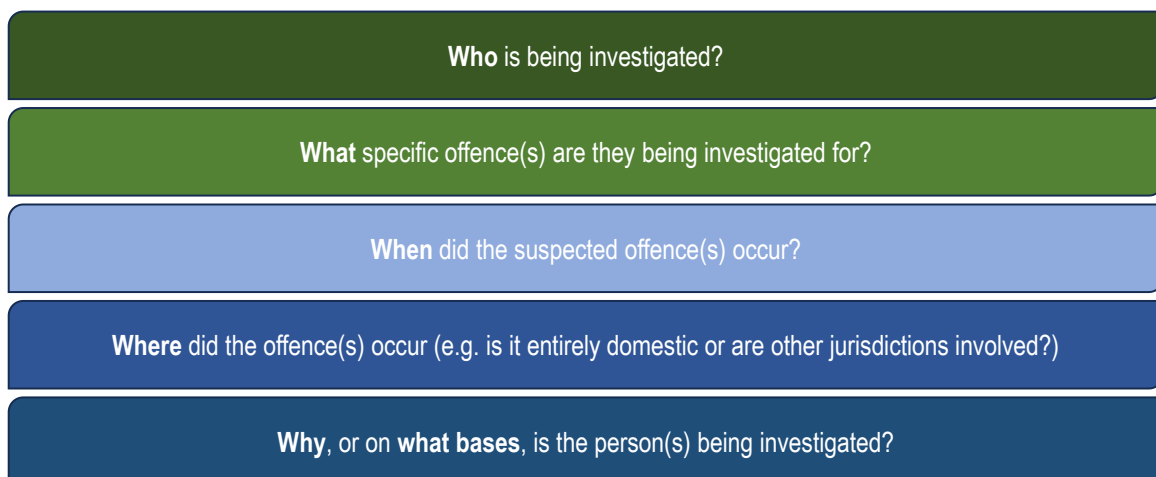 Who is being investigated?
What specific offence(s) are they being investigated for?
When did the suspected offence(s) occur?
Where did the offence(s) occur (e.g. is it entirely domestic or are other jurisdictions involved?)
Why, or on what bases, is the person(s) being investigated?